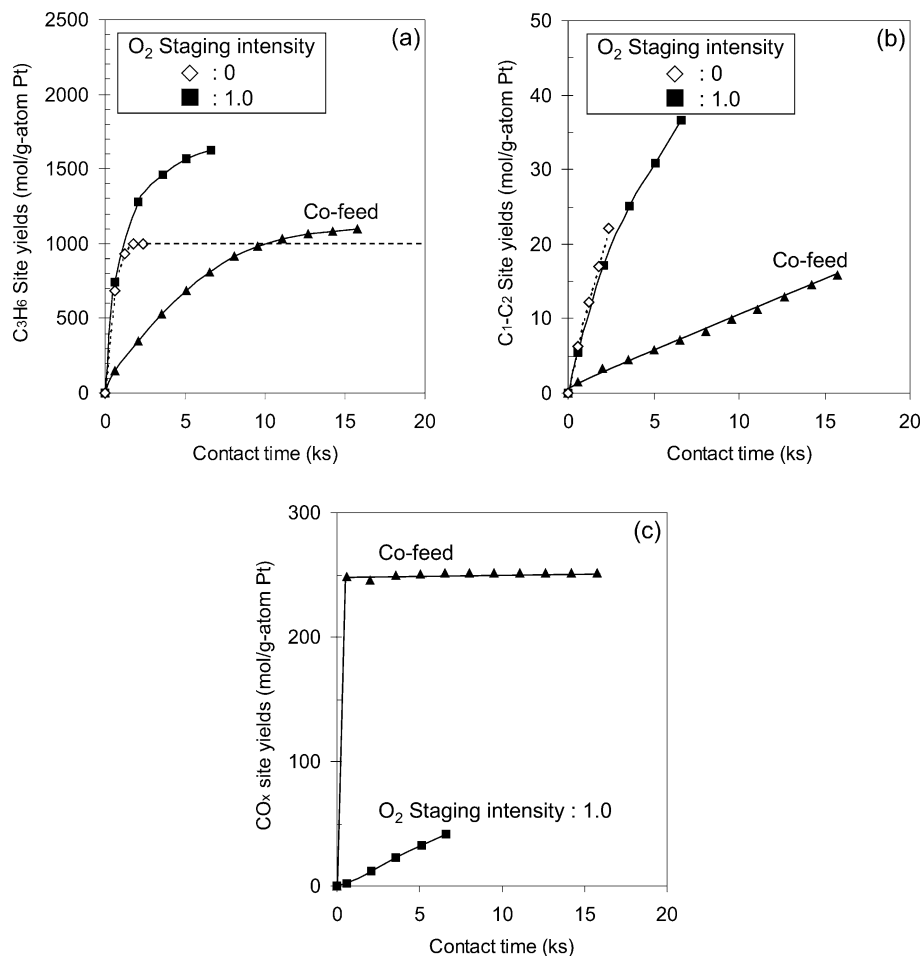 (a)
O₂ Staging intensity
: 0
: 1.0
Co-feed
2500
2000
1500
1000
500
0
0 5 10 15 20
C₃H₆ Site yields (mol/g-atom Pt)
Contact time (ks)
(b)
O₂ Staging intensity
: 0
: 1.0
Co-feed
50
40
30
20
10
0
0 5 10 15 20
C₁-C₂ Site yields (mol/g-atom Pt)
Contact time (ks)
(c)
Co-feed
O₂ Staging intensity : 1.0
300
200
100
0
0 5 10 15 20
COₓ site yields (mol/g-atom Pt)
Contact time (ks)